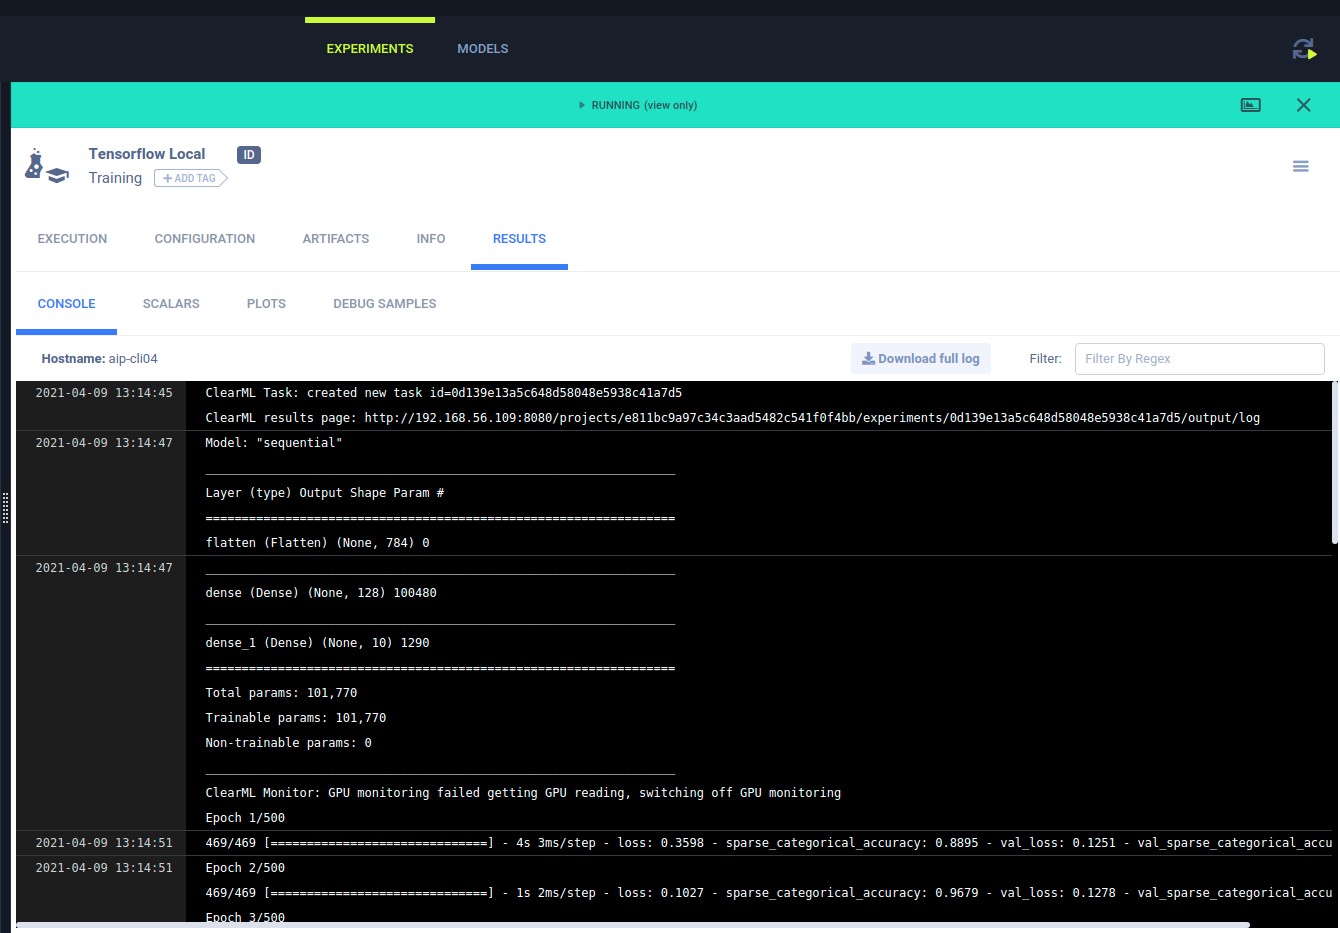 EXPERIMENTS MODELS
RUNNING (view only)
Tensorflow Local ID
Training + ADD TAG
EXECUTION CONFIGURATION ARTIFACTS INFO RESULTS
CONSOLE SCALARS PLOTS DEBUG SAMPLES
Hostname: aip-cli04 Download full log Filter: Filter By Regex
2021-04-09 13:14:45 ClearML Task: created new task id=0d139e13a5c648d58048e5938c41a7d5
ClearML results page: http://192.168.56.109:8080/projects/e811bc9a97c34c3aad5482c541f0f4bb/experiments/0d139e13a5c648d58048e5938c41a7d5/output/log
2021-04-09 13:14:47 Model: "sequential"
_________________________________________________________________
Layer (type) Output Shape Param #
=================================================================
flatten (Flatten) (None, 784) 0
2021-04-09 13:14:47 _________________________________________________________________
dense (Dense) (None, 128) 100480
_________________________________________________________________
dense_1 (Dense) (None, 10) 1290
=================================================================
Total params: 101,770
Trainable params: 101,770
Non-trainable params: 0
_________________________________________________________________
ClearML Monitor: GPU monitoring failed getting GPU reading, switching off GPU monitoring
Epoch 1/500
2021-04-09 13:14:51 469/469 [==============================] - 4s 3ms/step - loss: 0.3598 - sparse_categorical_accuracy: 0.8895 - val_loss: 0.1251 - val_sparse_categorical_accu
2021-04-09 13:14:51 Epoch 2/500
469/469 [==============================] - 1s 2ms/step - loss: 0.1027 - sparse_categorical_accuracy: 0.9679 - val_loss: 0.1278 - val_sparse_categorical_accu
Epoch 3/500